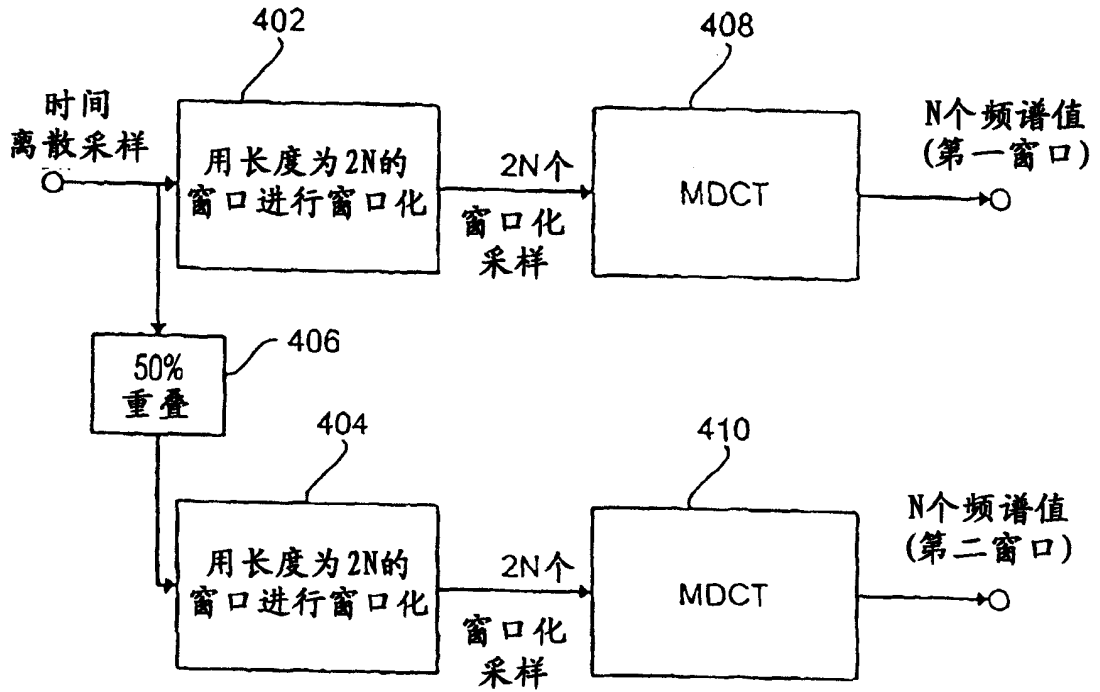 402
408
时间
离散采样
用长度为2N的
窗口进行窗口化
2N个
窗口化
采样
MDCT
N个频谱值
(第一窗口)
406
50%
重叠
404
410
用长度为2N的
窗口进行窗口化
2N个
窗口化
采样
MDCT
N个频谱值
(第二窗口)